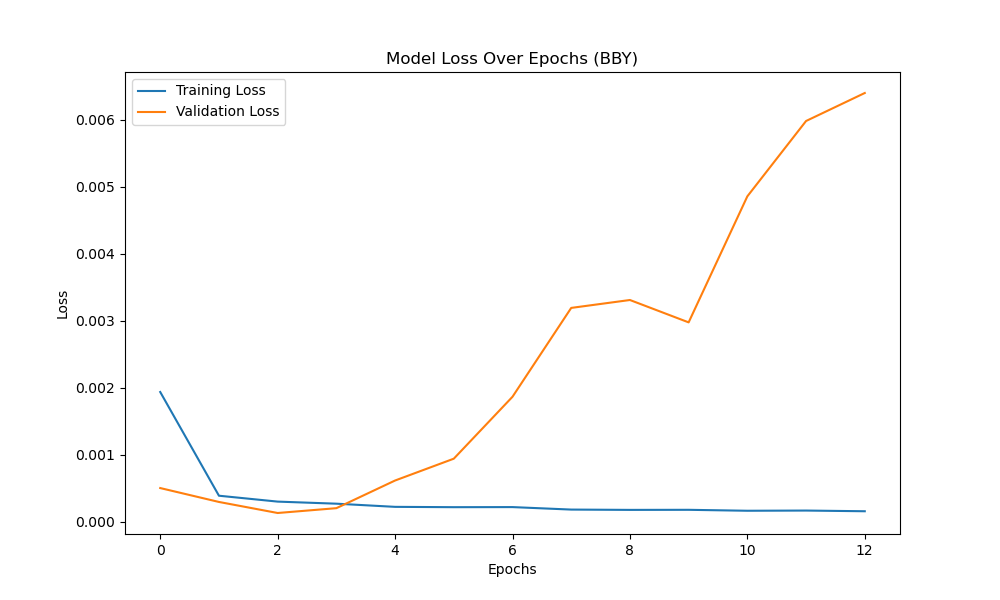 Model Loss Over Epochs (BBY)
Training Loss
Validation Loss
0.006
0.005
0.004
0.003
0.002
0.001
0.000
Loss
0 2 4 6 8 10 12
Epochs